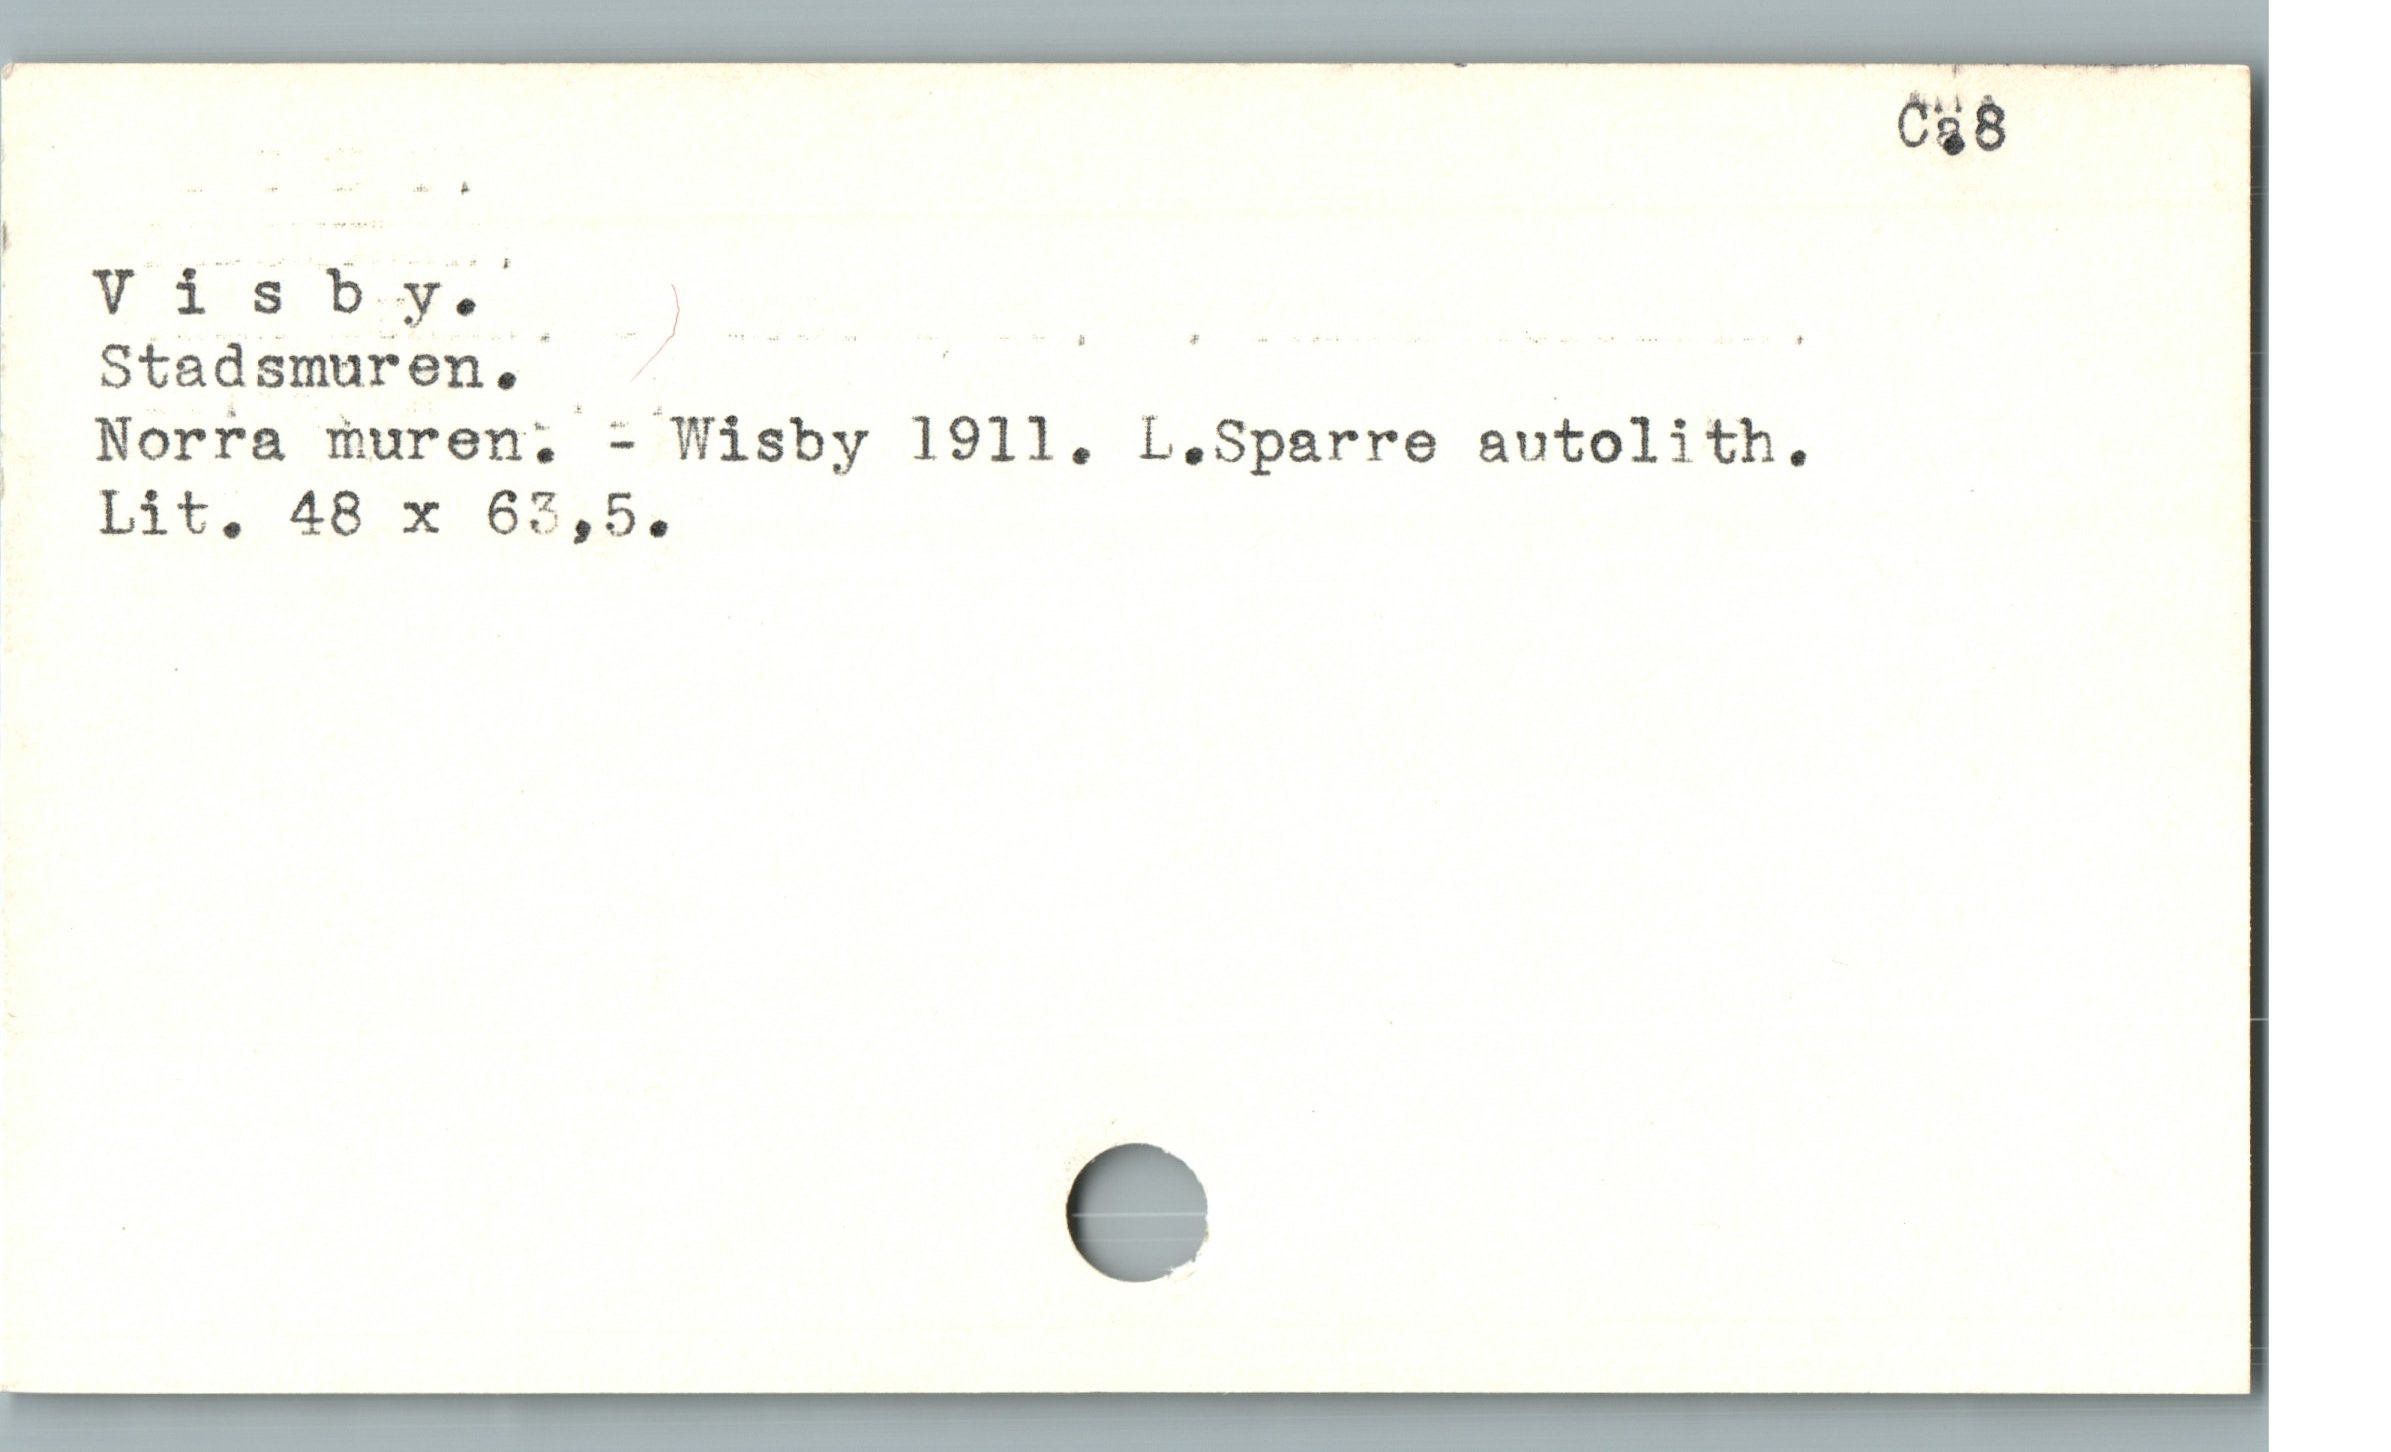 Ca8
V i s b y.
Stadsmuren.
Norra muren. - Wisby 1911. L.Sparre autolith.
Lit. 48 x 63,5.